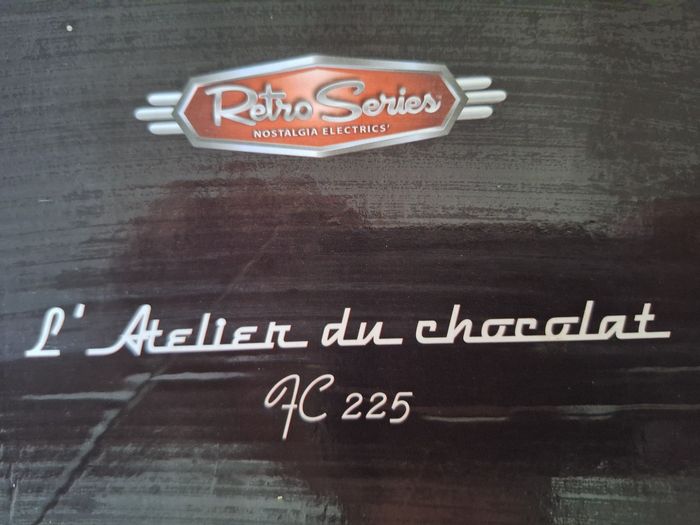 Retro Series
NOSTALGIA ELECTRICS'
L' Atelier du chocolat
FC 225